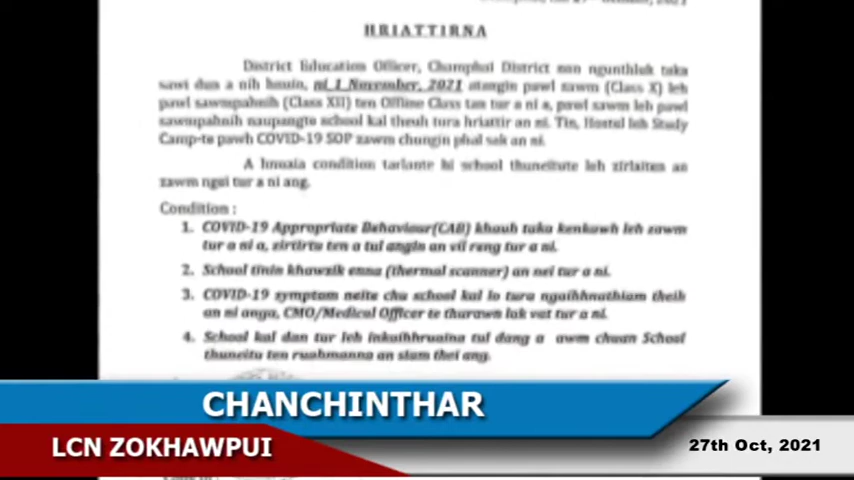 HRIATTIRNA
District Education Officer, Champhai District nan ngunthluk taka
sawi dun a nih hnuin, ni 1 November, 2021 atangin pawl sawm (Class X) leh
pawl sawmpahnih (Class XII) ten Offline Class tan tur a ni a, pawl sawm leh pawl
sawmpahnih naupangte school kal theuh tura hriattir an ni. Tin, Hostel leh Study
Camp-te pawh COVID-19 SOP zawm chungin phal sak an ni.
A hnuaia condition tarlante hi school thuneitute leh zirlaiten an
zawm ngei tur a ni ang.
Condition :
1. COVID-19 Appropriate Behaviour(CAB) khauh taka kenkawh leh zawm
tur a ni a, zirtirtu ten a tul angin an vil reng tur a ni.
2. School tinin khawzik enna (thermal scanner) an nei tur a ni.
3. COVID-19 symptom neite chu school kal lo tura ngaihhnathiam theih
an ni anga, CMO/Medical Officer te thurawn lak vat tur a ni.
4. School kal dan tur leh inkaihhruaina tul dang a awm chuan School
thuneitu ten ruahmanna an siam thei ang.
CHANCHINTHAR
LCN ZOKHAWPUI
27th Oct, 2021